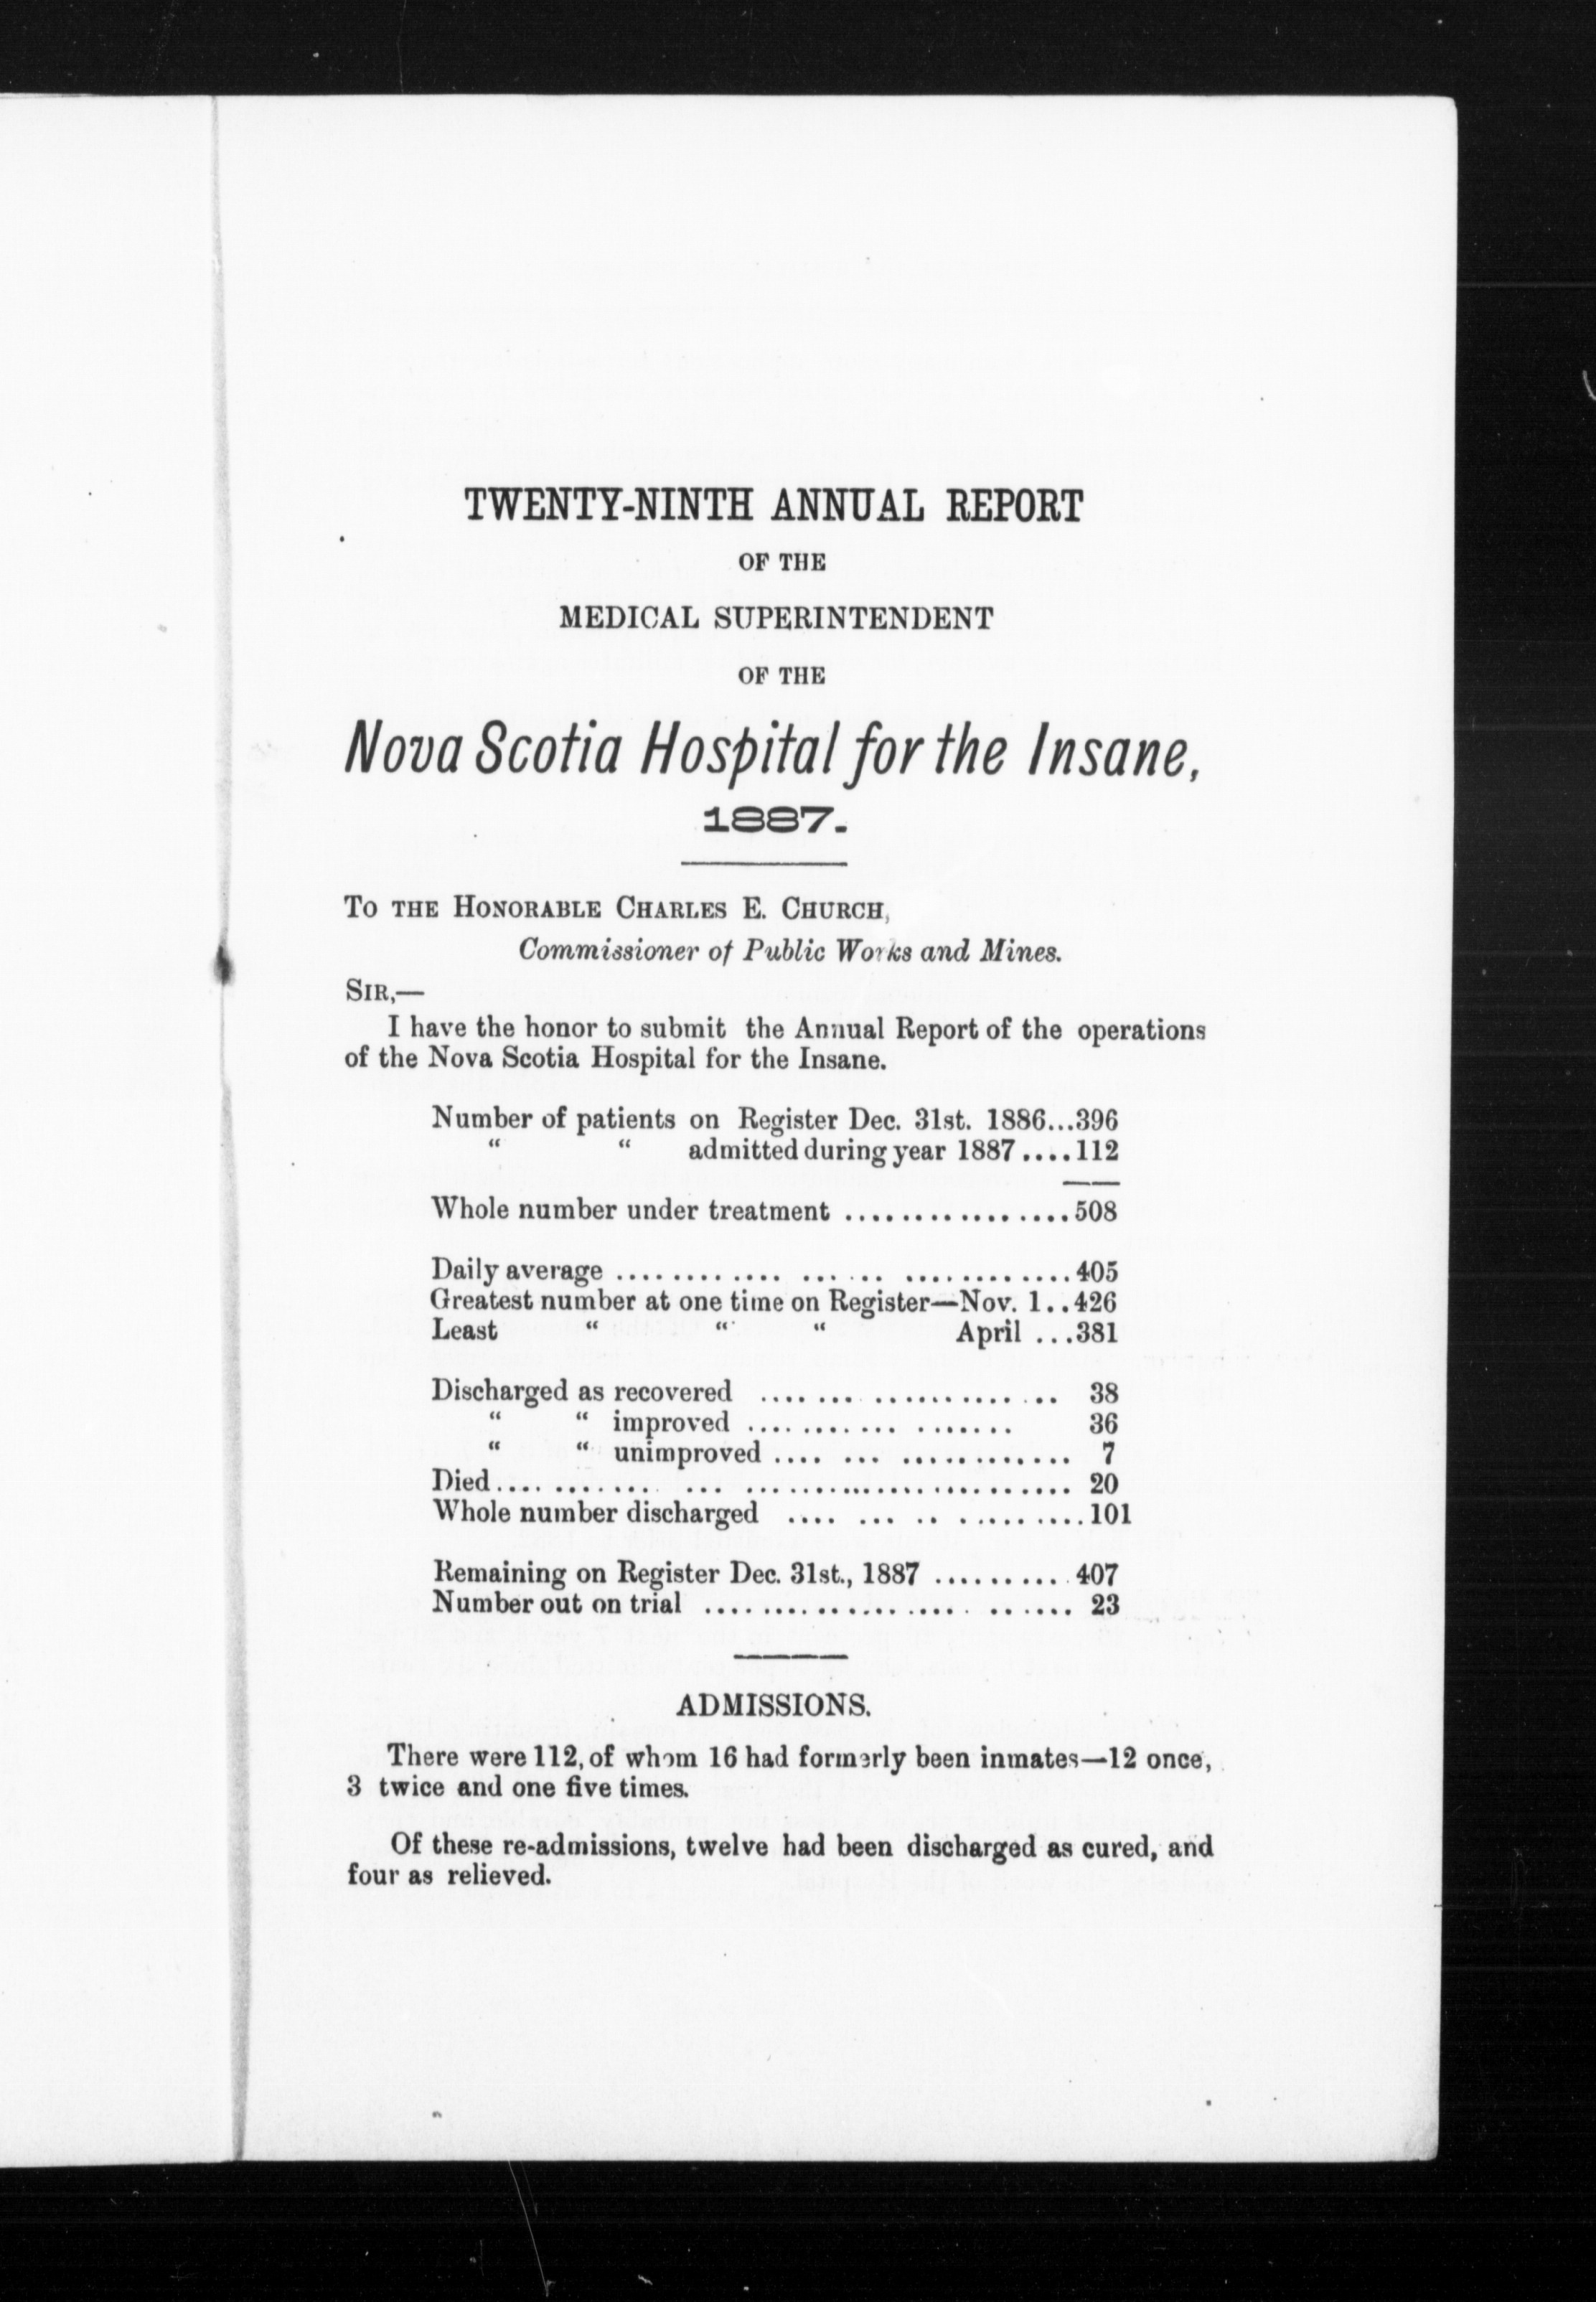 TWENTY-NINTH ANNUAL REPORT
OF THE
MEDICAL SUPERINTENDENT
OF THE
Nova Scotia Hospital for the Insane,
1887.
To the Honorable Charles E. Church,
Commissioner of Public Works and Mines.
Sir,—
I have the honor to submit the Annual Report of the operations
of the Nova Scotia Hospital for the Insane.
Number of patients on Register Dec. 31st. 1886...396
“ “ admitted during year 1887....112
Whole number under treatment ................508
Daily average ............ ... ... .. ............405
Greatest number at one time on Register—Nov. 1..426
Least “ “ “ April ...381
Discharged as recovered .... ... ............. .. 38
“ “ improved ........... ....... 36
“ “ unimproved .... ... ............ 7
Died.... ....... ... ....................... 20
Whole number discharged .... ... .. . .........101
Remaining on Register Dec. 31st., 1887 ..........407
Number out on trial .................. . ...... 23
ADMISSIONS.
There were 112, of whom 16 had formerly been inmates—12 once,
3 twice and one five times.
Of these re-admissions, twelve had been discharged as cured, and
four as relieved.